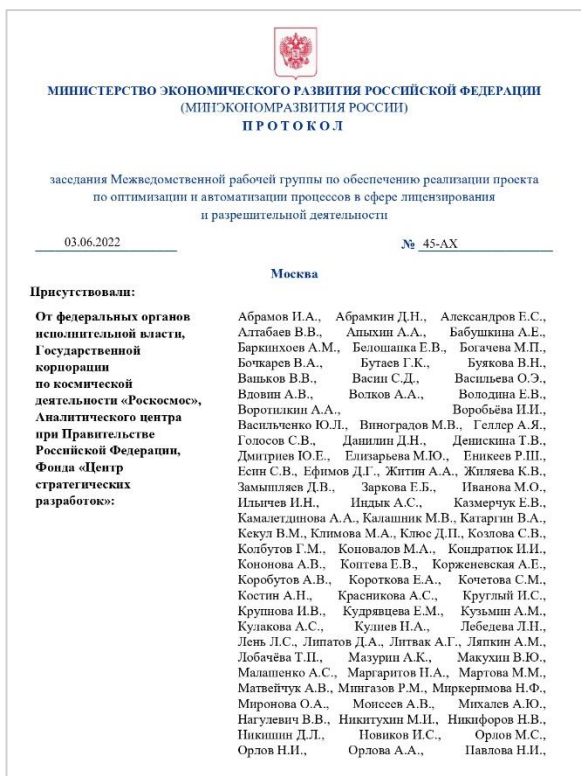 МИНИСТЕРСТВО ЭКОНОМИЧЕСКОГО РАЗВИТИЯ РОССИЙСКОЙ ФЕДЕРАЦИИ
(МИНЭКОНОМРАЗВИТИЯ РОССИИ)
ПРОТОКОЛ
заседания Межведомственной рабочей группы по обеспечению реализации проекта
по оптимизации и автоматизации процессов в сфере лицензирования
и разрешительной деятельности
03.06.2022 № 45-АХ
Москва
Присутствовали:
От федеральных органов
исполнительной власти,
Государственной
корпорации
по космической
деятельности «Роскосмос»,
Аналитического центра
при Правительстве
Российской Федерации,
Фонда «Центр
стратегических
разработок»:
Абрамов И.А., Абрамкин Д.Н., Александров Е.С.,
Алтабаев В.В., Апыхин А.А., Бабушкина А.Е.,
Баркинхоев А.М., Белошапка Е.В., Богачева М.П.,
Бочкарев В.А., Бутаев Г.К., Буякова В.Н.,
Ваньков В.В., Васин С.Д., Васильева О.Э.,
Вдовин А.В., Волков А.А., Володина Е.В.,
Воротилкин А.А., Воробьёва И.И.,
Васильченко Ю.Л., Виноградов М.В., Геллер А.Я.,
Голосов С.В., Данилин Д.Н., Денискина Т.В.,
Дмитриев Ю.Е., Елизарьева М.Ю., Еникеев Р.Ш.,
Есин С.В., Ефимов Д.Г., Житин А.А., Жиляева К.В.,
Замышляев Д.В., Заркова Е.Б., Иванова М.О.,
Ильичев И.Н., Индык А.С., Казмерчук Е.В.,
Камалетдинова А.А., Калашник М.В., Катаргин В.А.,
Кекул В.М., Климова М.А., Клюс Д.П., Козлова С.В.,
Колбутов Г.М., Коновалов М.А., Кондратюк И.И.,
Кононова А.В., Коптева Е.В., Корженевская А.Е.,
Коробутов А.В., Короткова Е.А., Кочетова С.М.,
Костин А.Н., Красникова А.С., Круглый И.С.,
Крупнова И.В., Кудрявцева Е.М., Кузьмин А.М.,
Кулакова А.С., Кулиев Н.А., Лебедева Л.Н.,
Лень Л.С., Липатов Д.А., Литвак А.Г., Ляпкин А.М.,
Лобачёва Т.П., Мазурин А.К., Макухин В.Ю.,
Малашенко А.С., Маргаритов Н.А., Мартова М.М.,
Матвейчук А.В., Мингазов Р.М., Миркеримова Н.Ф.,
Миронова О.А., Моисеев А.В., Михалев А.Ю.,
Нагулевич В.В., Никитухин М.И., Никифоров Н.В.,
Никишин Д.Л., Новиков И.С., Орлов М.С.,
Орлов Н.И., Орлова А.А., Павлова Н.И.,